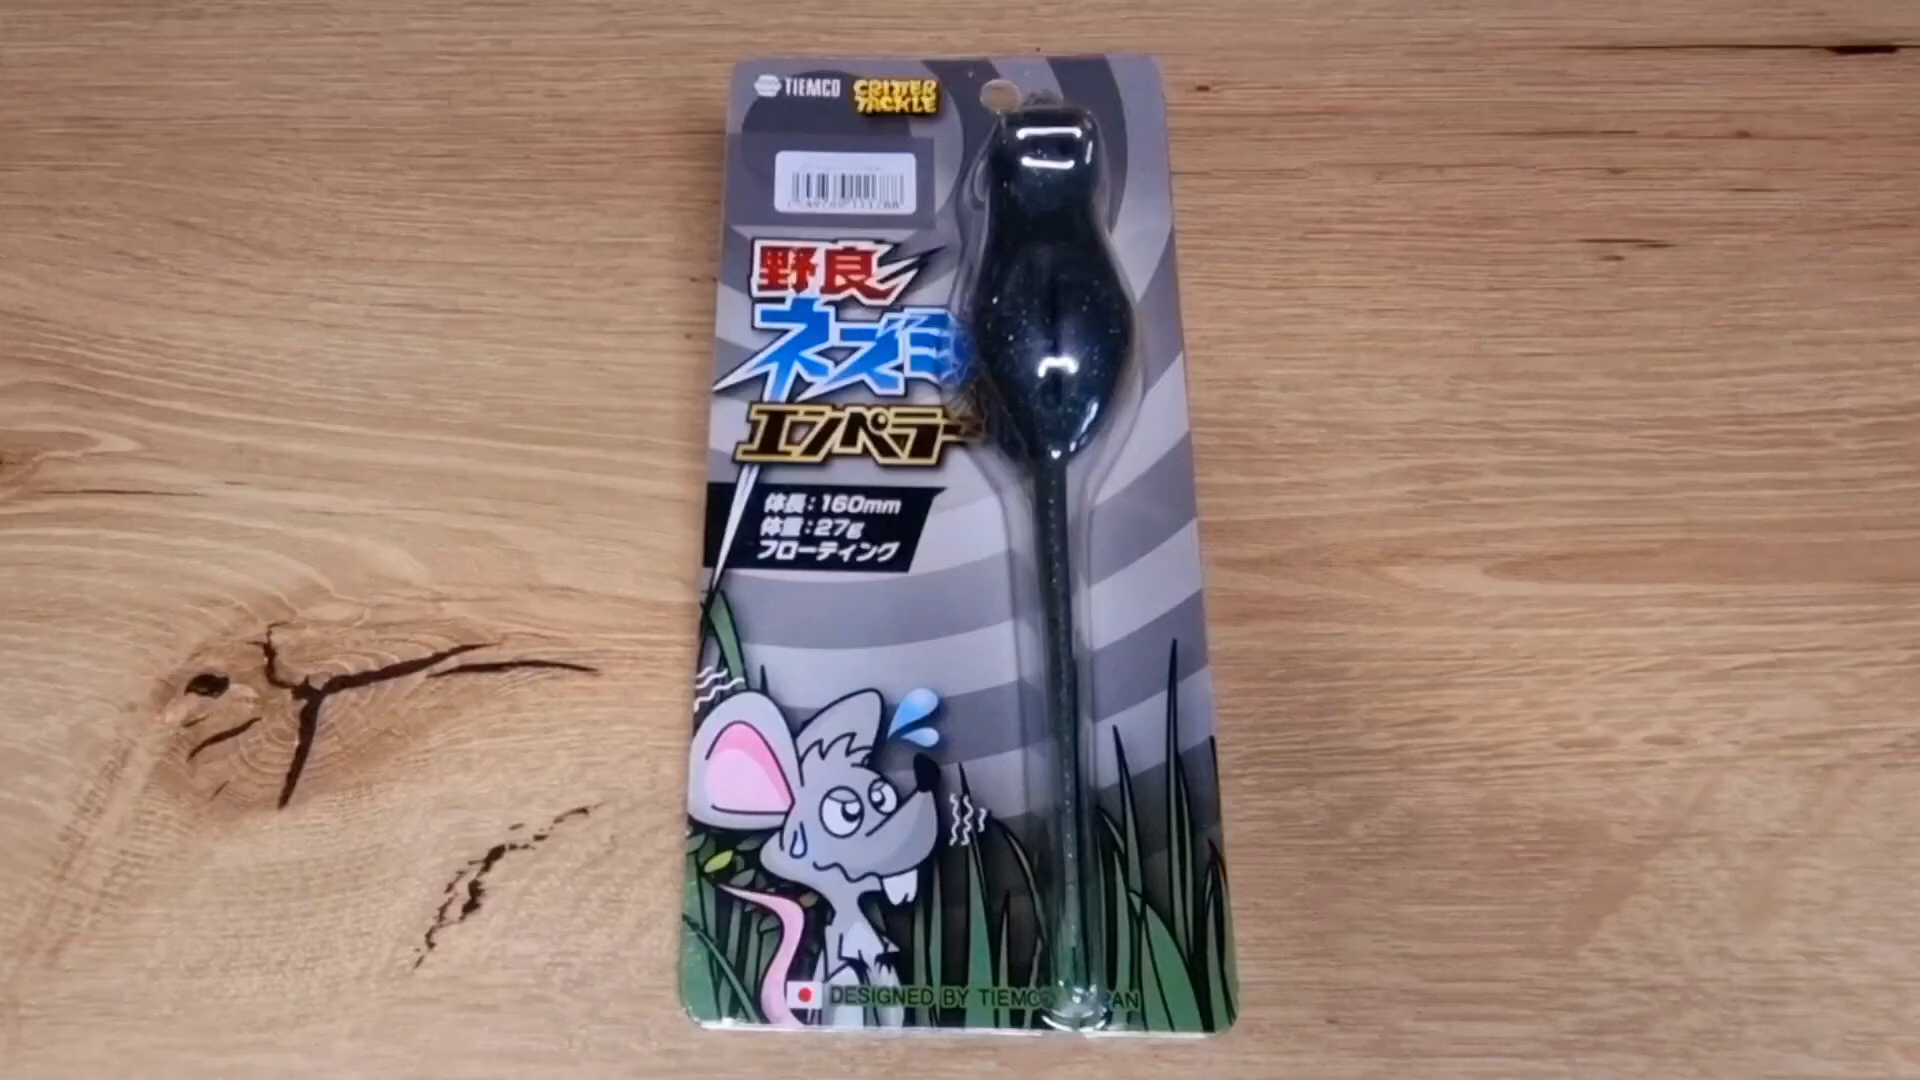 TIEMCO
CRITTER
TACKLE
野良
ネズミ
エンペラー
体長：160mm
体重：27g
フローティング
DESIGNED BY TIEMCO